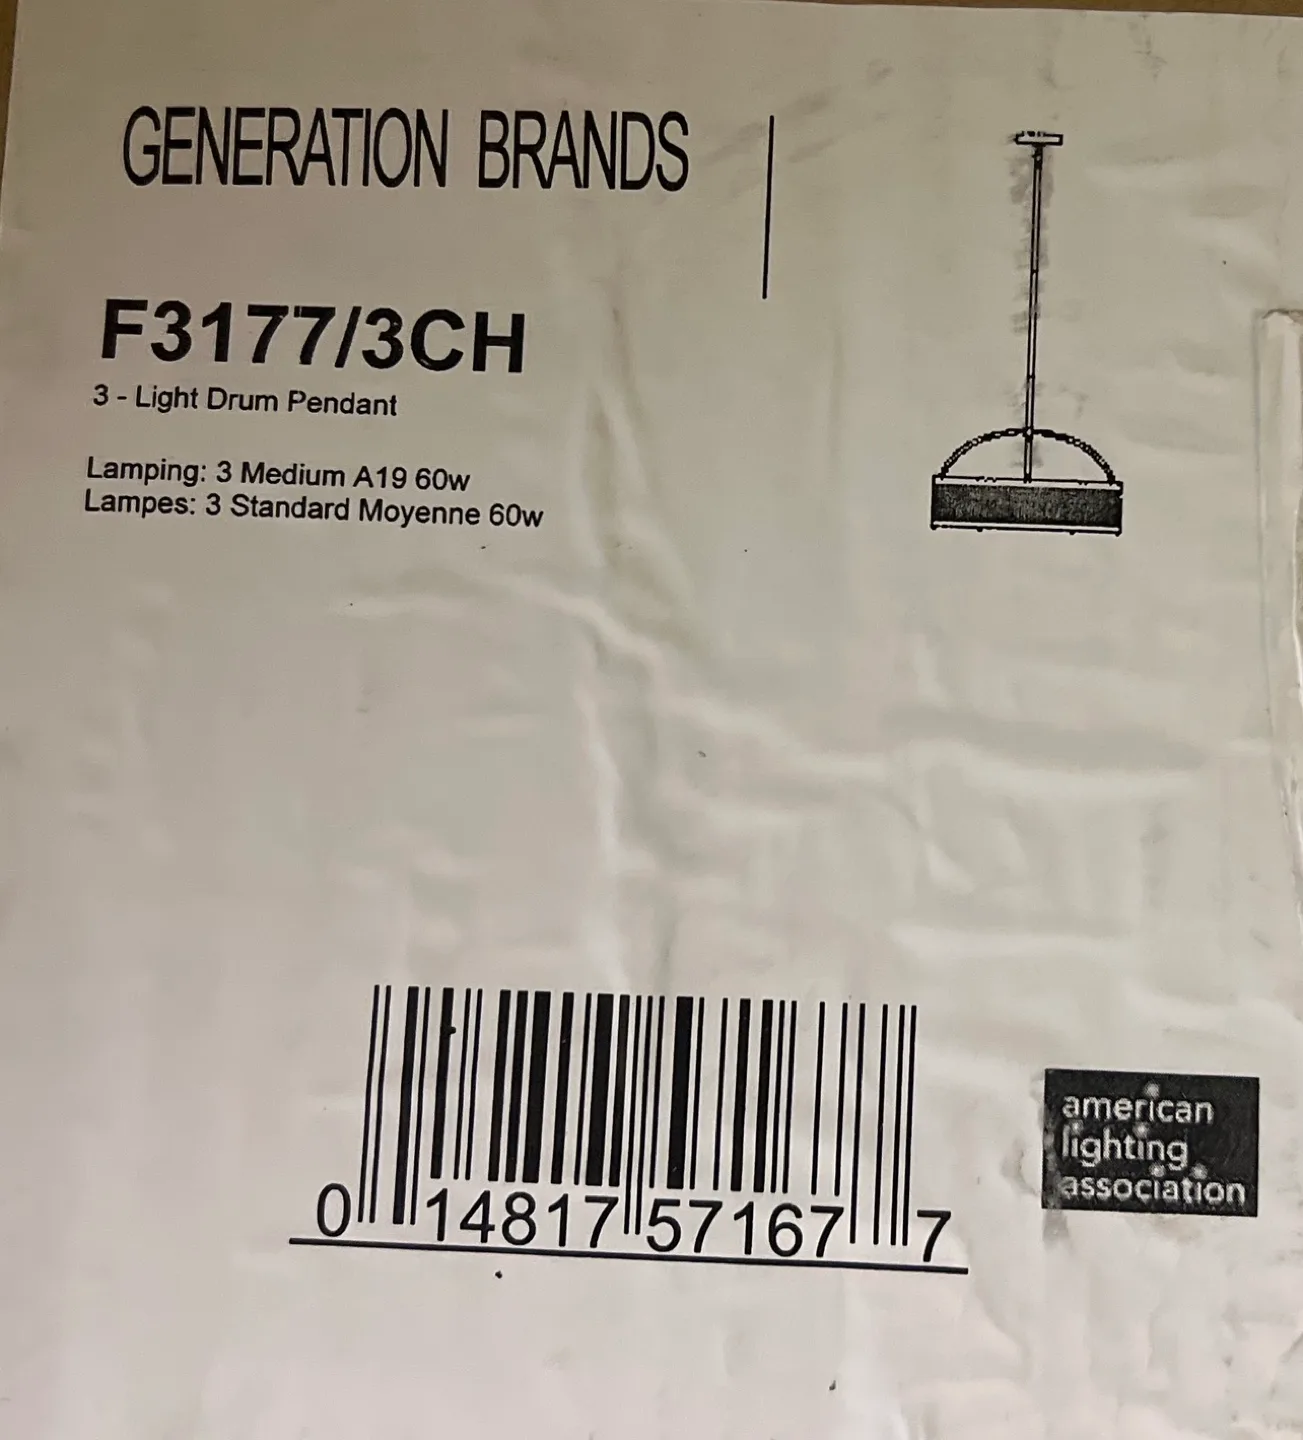 GENERATION BRANDS
F3177/3CH
3 - Light Drum Pendant
Lamping: 3 Medium A19 60w
Lampes: 3 Standard Moyenne 60w
0 14817 57167 7
american
lighting
association